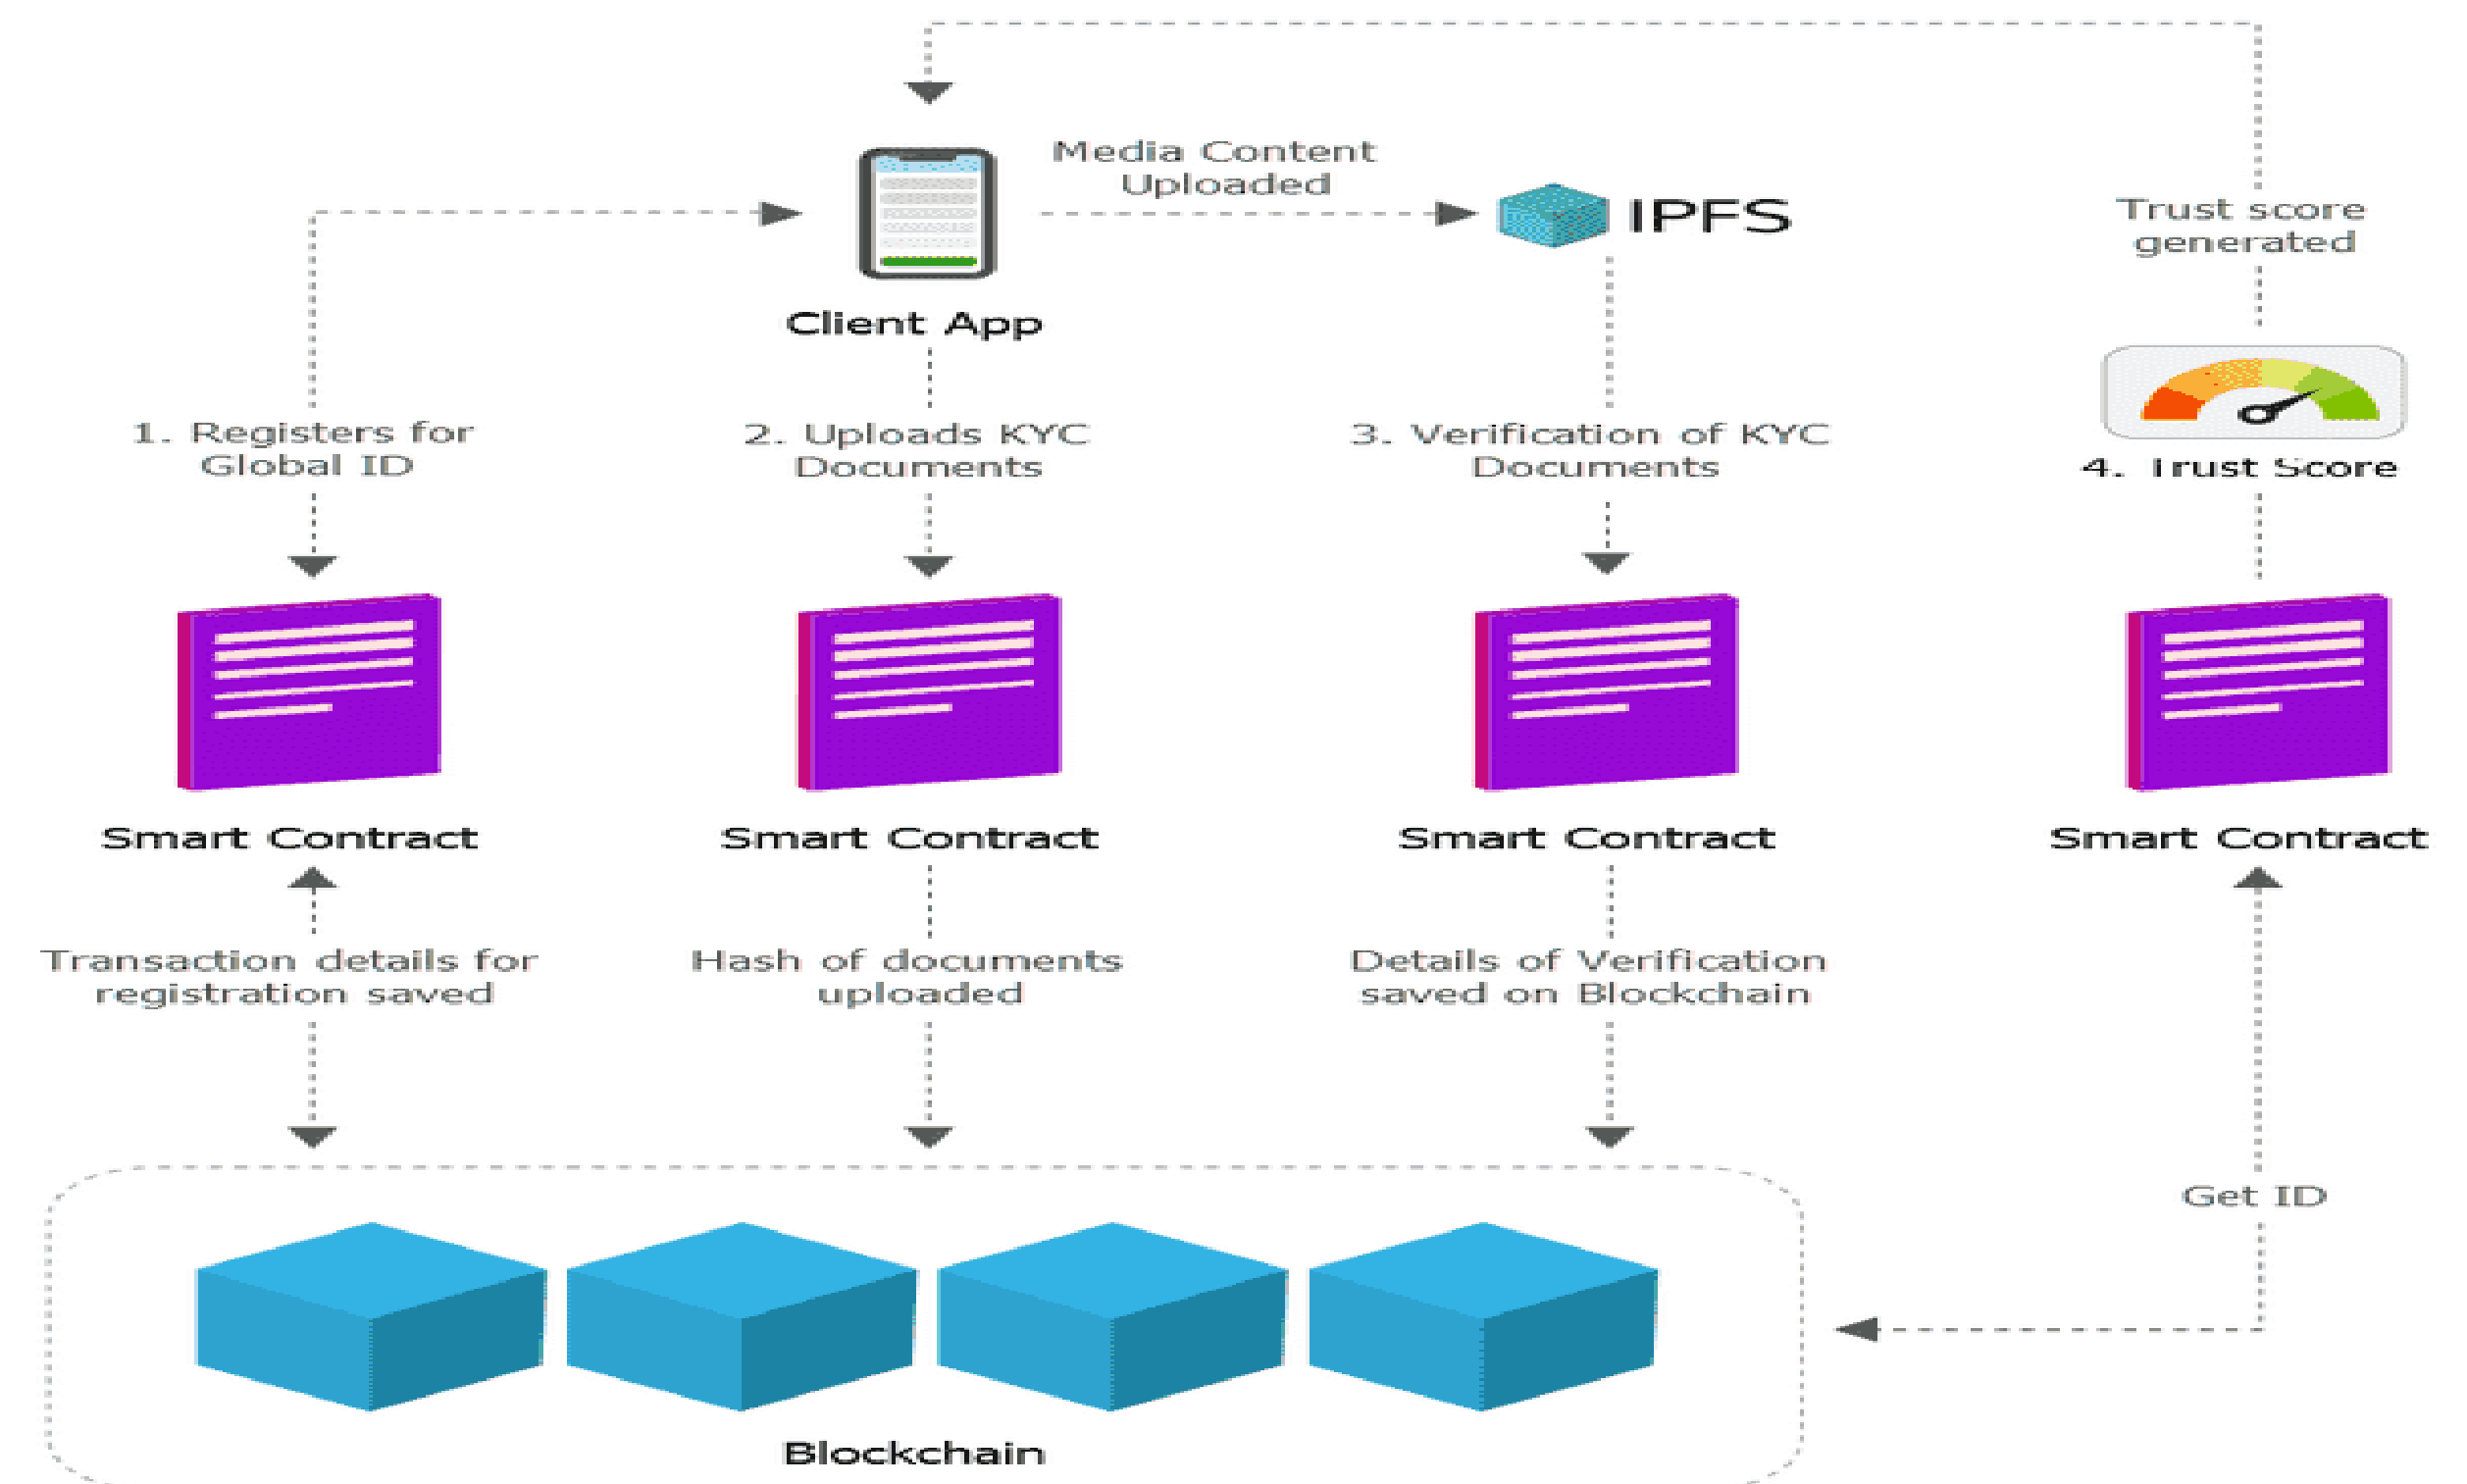 Media Content
Uploaded
IPFS
Trust score
generated
Client App
1. Registers for
Global ID
2. Uploads KYC
Documents
3. Verification of KYC
Documents
4. Trust Score
Smart Contract
Smart Contract
Smart Contract
Smart Contract
Transaction details for
registration saved
Hash of documents
uploaded
Details of Verification
saved on Blockchain
Get ID
Blockchain